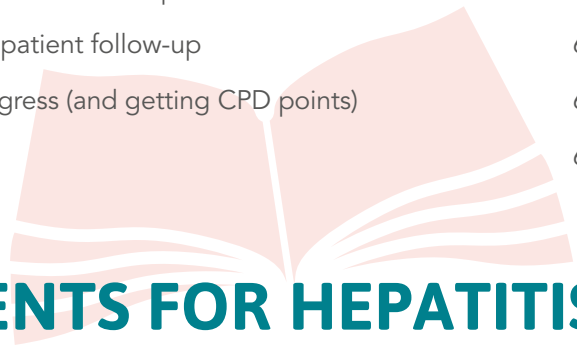 patient follow-up
gress (and getting CPD points)
ENTS FOR HEPATITIS